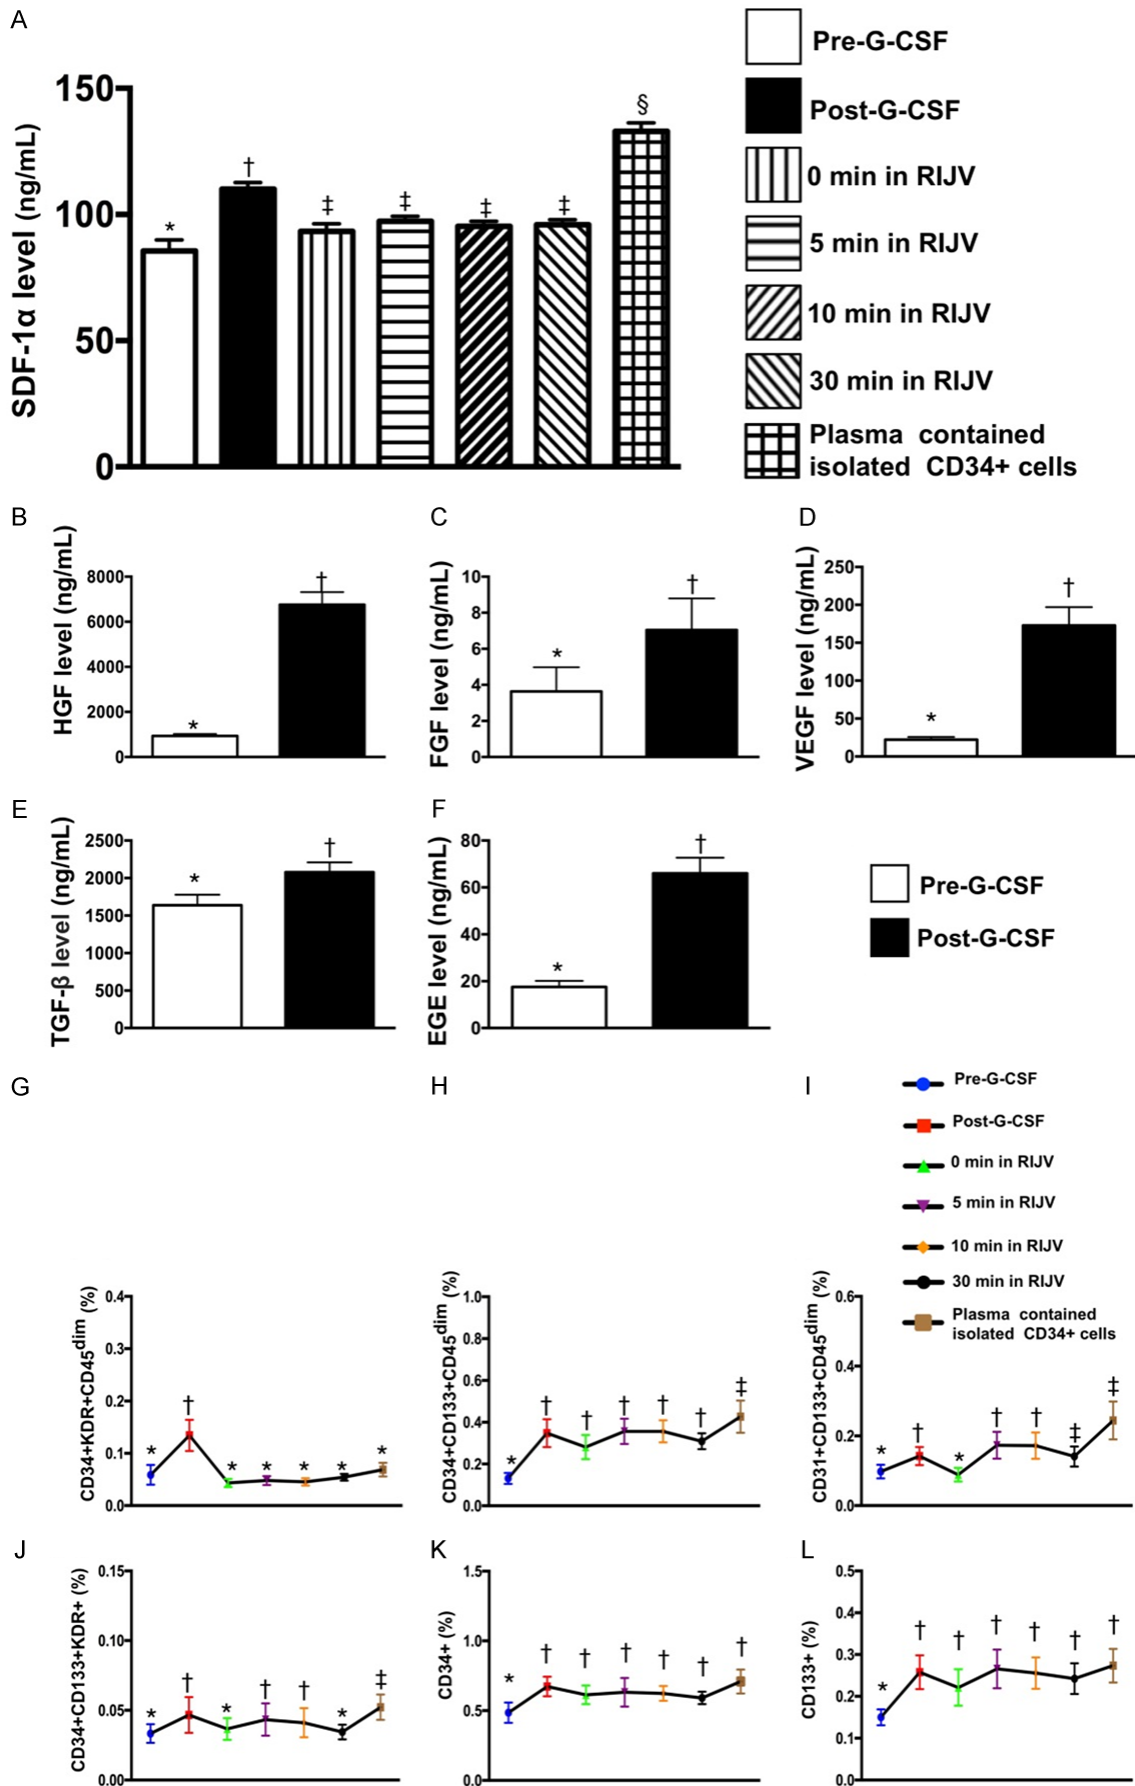 A
SDF-1α level (ng/mL)
150
100
50
0
*
†
‡
‡
‡
‡
§
Pre-G-CSF
Post-G-CSF
0 min in RIJV
5 min in RIJV
10 min in RIJV
30 min in RIJV
Plasma contained
isolated CD34+ cells
B
HGF level (ng/mL)
8000
6000
4000
2000
0
*
†
C
FGF level (ng/mL)
10
8
6
4
2
0
*
†
D
VEGF level (ng/mL)
250
200
150
100
50
0
*
†
E
TGF-β level (ng/mL)
2500
2000
1500
1000
500
0
*
†
F
EGE level (ng/mL)
80
60
40
20
0
*
†
Pre-G-CSF
Post-G-CSF
G
CD34+KDR+CD45dim (%)
0.4
0.3
0.2
0.1
0.0
*
†
*
*
*
*
*
H
CD34+CD133+CD45dim (%)
1.0
0.8
0.6
0.4
0.2
0.0
*
†
†
†
†
†
‡
I
Pre-G-CSF
Post-G-CSF
0 min in RIJV
5 min in RIJV
10 min in RIJV
30 min in RIJV
Plasma contained
isolated CD34+ cells
CD31+CD133+CD45dim (%)
0.6
0.4
0.2
0.0
*
†
*
†
†
‡
‡
J
CD34+CD133+KDR+ (%)
0.15
0.10
0.05
0.00
*
†
*
†
†
*
‡
K
CD34+ (%)
1.5
1.0
0.5
0.0
*
†
†
†
†
†
†
L
CD133+ (%)
0.5
0.4
0.3
0.2
0.1
0.0
*
†
†
†
†
†
†